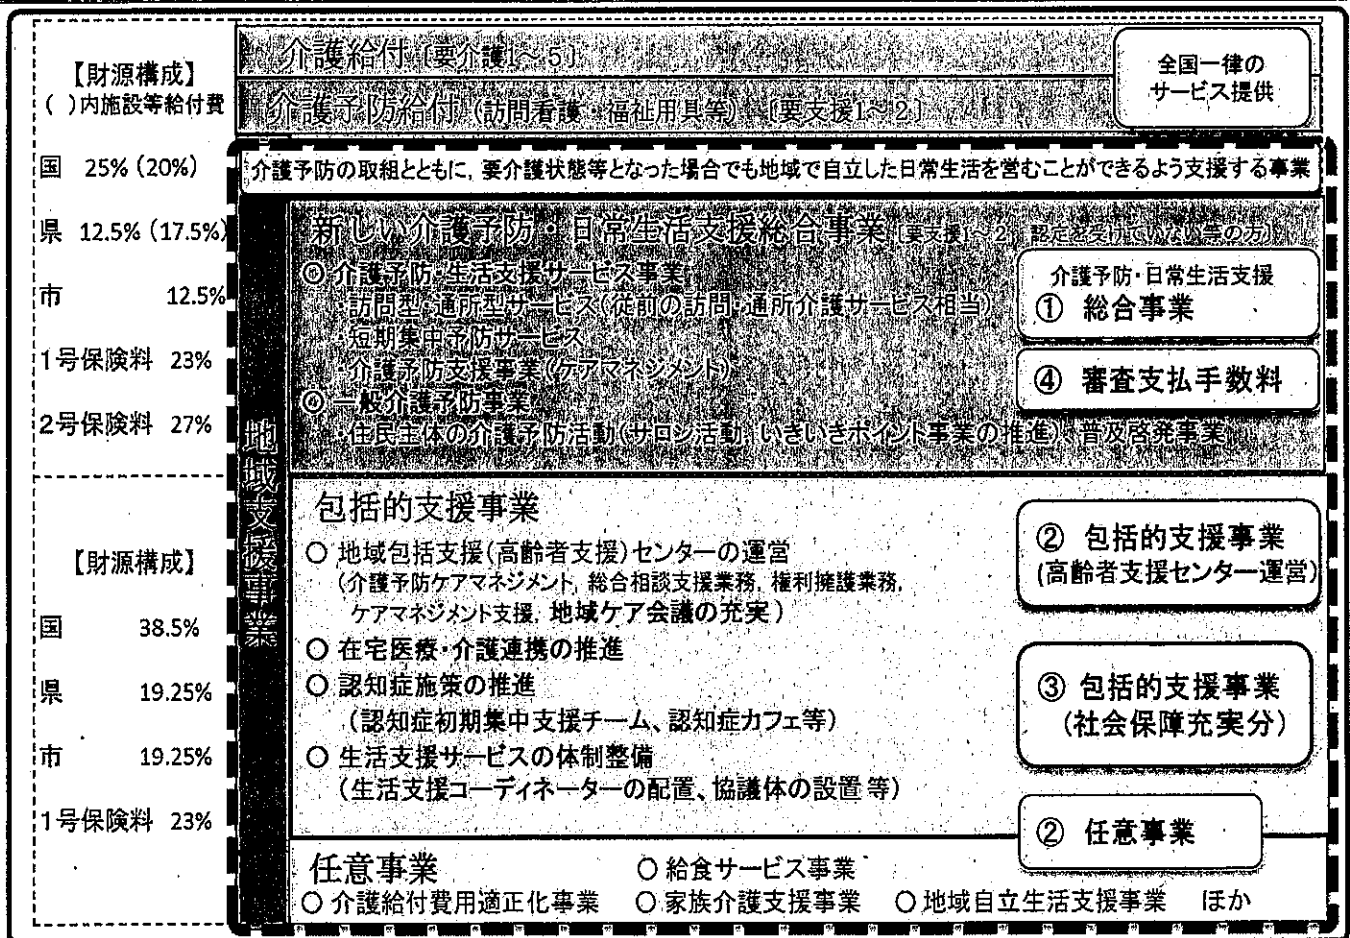 【財源構成】
( )内施設等給付費
国 25% (20%)
県 12.5% (17.5%)
市 12.5%
1号保険料 23%
2号保険料 27%
【財源構成】
国 38.5%
県 19.25%
市 19.25%
1号保険料 23%
介護給付〔要介護1~5〕
介護予防給付(訪問看護・福祉用具等)〔要支援1~2〕
全国一律の
サービス提供
介護予防の取組とともに, 要介護状態等となった場合でも地域で自立した日常生活を営むことができるよう支援する事業
地域支援事業
新しい介護予防・日常生活支援総合事業〔要支援1~2, 認定を受けていない等の方〕
○ 介護予防・生活支援サービス事業
・訪問型・通所型サービス(従前の訪問・通所介護サービス相当)
・短期集中予防サービス
・介護予防支援事業(ケアマネジメント)
○ 一般介護予防事業
・住民主体の介護予防活動(サロン活動, いきいきポイント事業の推進) 普及啓発事業
介護予防・日常生活支援
① 総合事業
④ 審査支払手数料
包括的支援事業
○ 地域包括支援(高齢者支援)センターの運営
(介護予防ケアマネジメント, 総合相談支援業務, 権利擁護業務,
ケアマネジメント支援, 地域ケア会議の充実)
○ 在宅医療・介護連携の推進
○ 認知症施策の推進
(認知症初期集中支援チーム、認知症カフェ等)
○ 生活支援サービスの体制整備
(生活支援コーディネーターの配置、協議体の設置 等)
② 包括的支援事業
(高齢者支援センター運営)
③ 包括的支援事業
(社会保障充実分)
② 任意事業
任意事業 ○ 給食サービス事業
○ 介護給付費用適正化事業 ○ 家族介護支援事業 ○ 地域自立生活支援事業 ほか